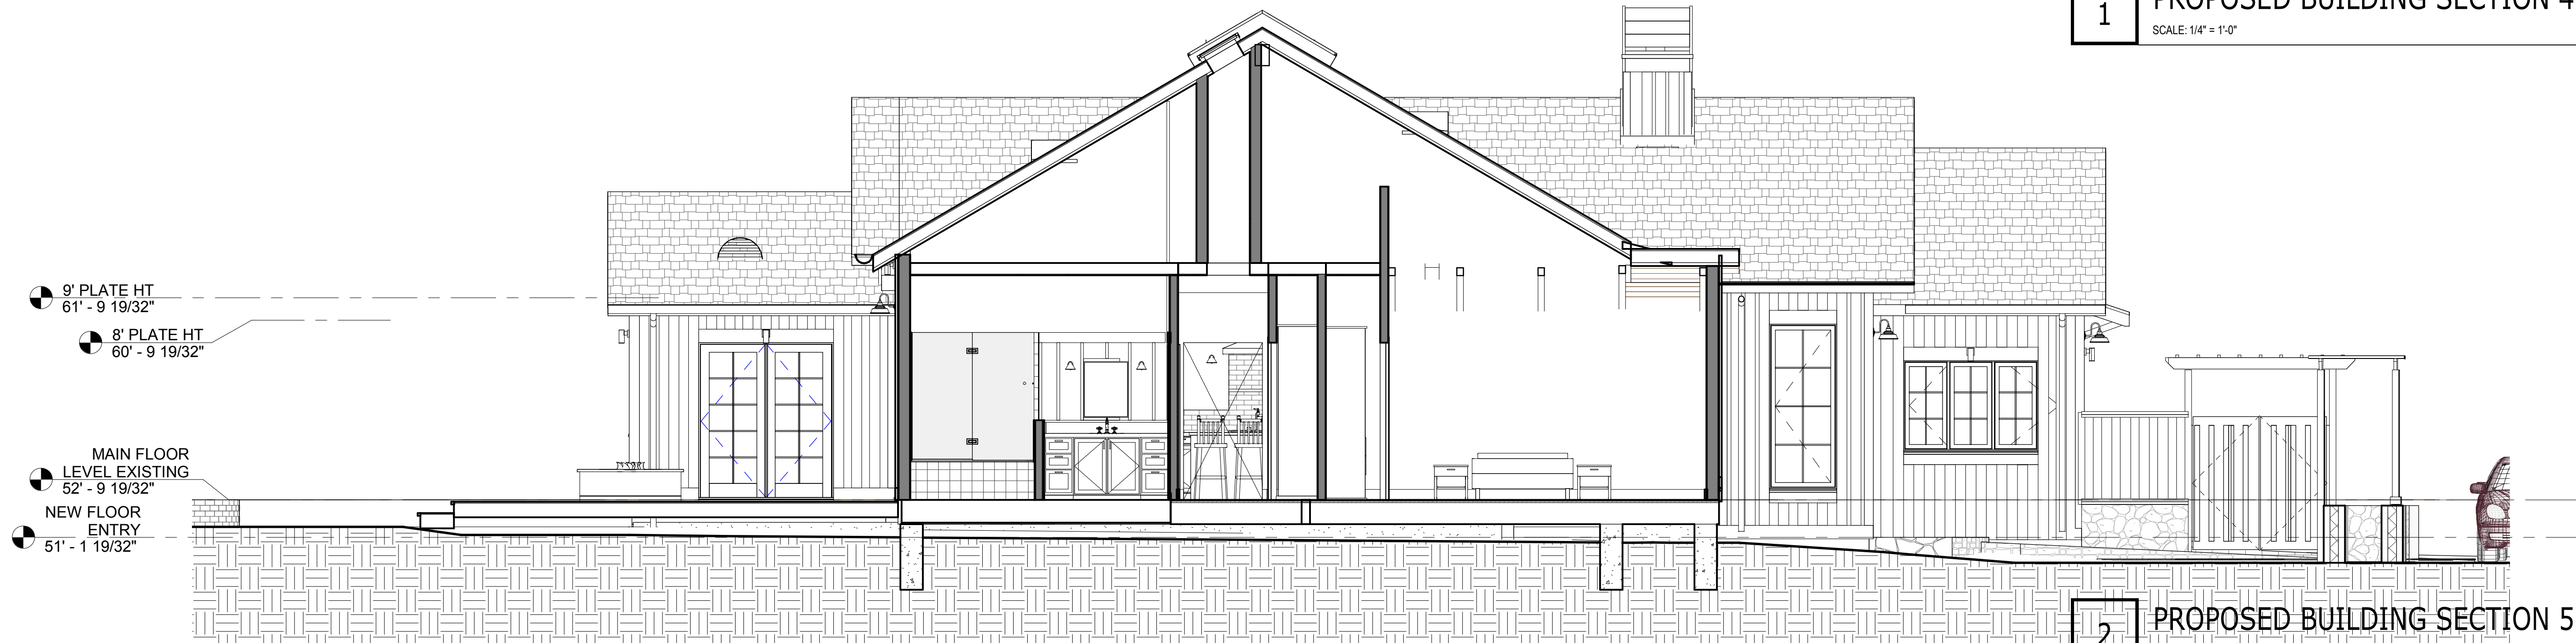 1
PROPOSED BUILDING SECTION 4
SCALE: 1/4" = 1'-0"
9' PLATE HT
61' - 9 19/32"
8' PLATE HT
60' - 9 19/32"
MAIN FLOOR
LEVEL EXISTING
52' - 9 19/32"
NEW FLOOR
ENTRY
51' - 1 19/32"
2
PROPOSED BUILDING SECTION 5